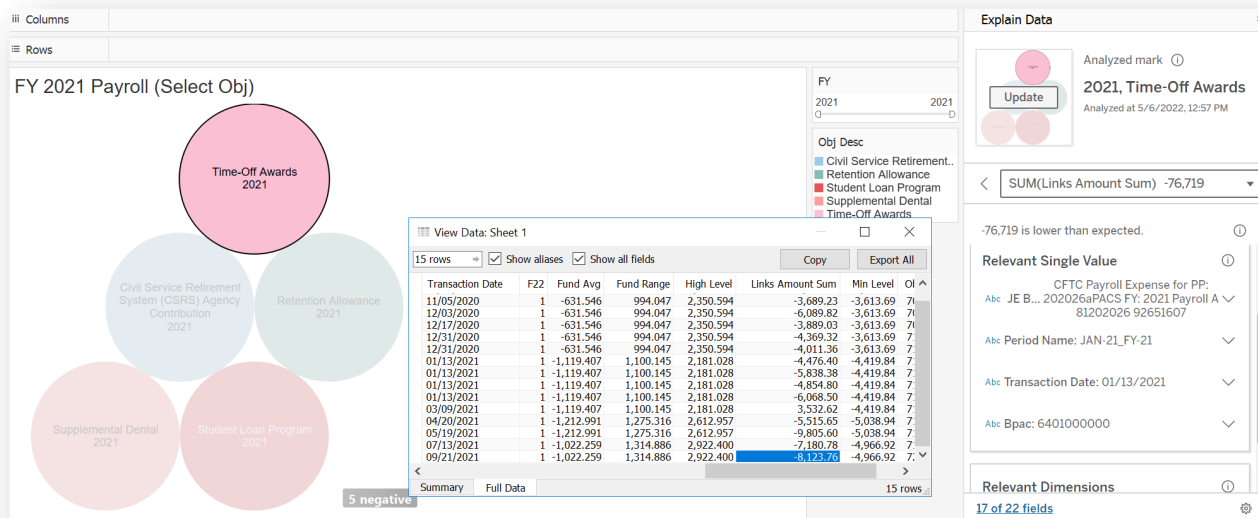 Columns
Rows
FY 2021 Payroll (Select Obj)
Time-Off Awards
2021
Civil Service Retirement
System (CSRS) Agency
Contribution
2021
Retention Allowance
2021
Supplemental Dental
2021
Student Loan Program
2021
5 negative
FY
2021 2021
Obj Desc
Civil Service Retirement..
Retention Allowance
Student Loan Program
Supplemental Dental
Time-Off Awards
View Data: Sheet 1
15 rows Show aliases Show all fields Copy Export All
Transaction Date F22 Fund Avg Fund Range High Level Links Amount Sum Min Level
11/05/2020 1 -631.546 994.047 2,350.594 -3,689.23 -3,613.69
12/03/2020 1 -631.546 994.047 2,350.594 -6,089.82 -3,613.69
12/17/2020 1 -631.546 994.047 2,350.594 -3,889.03 -3,613.69
12/31/2020 1 -631.546 994.047 2,350.594 -4,369.32 -3,613.69
12/31/2020 1 -631.546 994.047 2,350.594 -4,011.36 -3,613.69
01/13/2021 1 -1,119.407 1,100.145 2,181.028 -4,476.40 -4,419.84
01/13/2021 1 -1,119.407 1,100.145 2,181.028 -5,838.38 -4,419.84
01/13/2021 1 -1,119.407 1,100.145 2,181.028 -4,854.80 -4,419.84
01/13/2021 1 -1,119.407 1,100.145 2,181.028 -6,068.50 -4,419.84
03/09/2021 1 -1,119.407 1,100.145 2,181.028 3,532.62 -4,419.84
04/20/2021 1 -1,212.991 1,275.316 2,612.957 -5,515.65 -5,038.94
05/19/2021 1 -1,212.991 1,275.316 2,612.957 -9,805.60 -5,038.94
07/13/2021 1 -1,022.259 1,314.886 2,922.400 -7,180.78 -4,966.92
09/21/2021 1 -1,022.259 1,314.886 2,922.400 -8,123.76 -4,966.92
Summary Full Data 15 rows
Explain Data
Update
Analyzed mark
2021, Time-Off Awards
Analyzed at 5/6/2022, 12:57 PM
SUM(Links Amount Sum) -76,719
-76,719 is lower than expected.
Relevant Single Value
CFTC Payroll Expense for PP:
Abc JE B... 202026aPACS FY: 2021 Payroll A
81202026 92651607
Abc Period Name: JAN-21_FY-21
Abc Transaction Date: 01/13/2021
Abc Bpac: 6401000000
Relevant Dimensions
17 of 22 fields